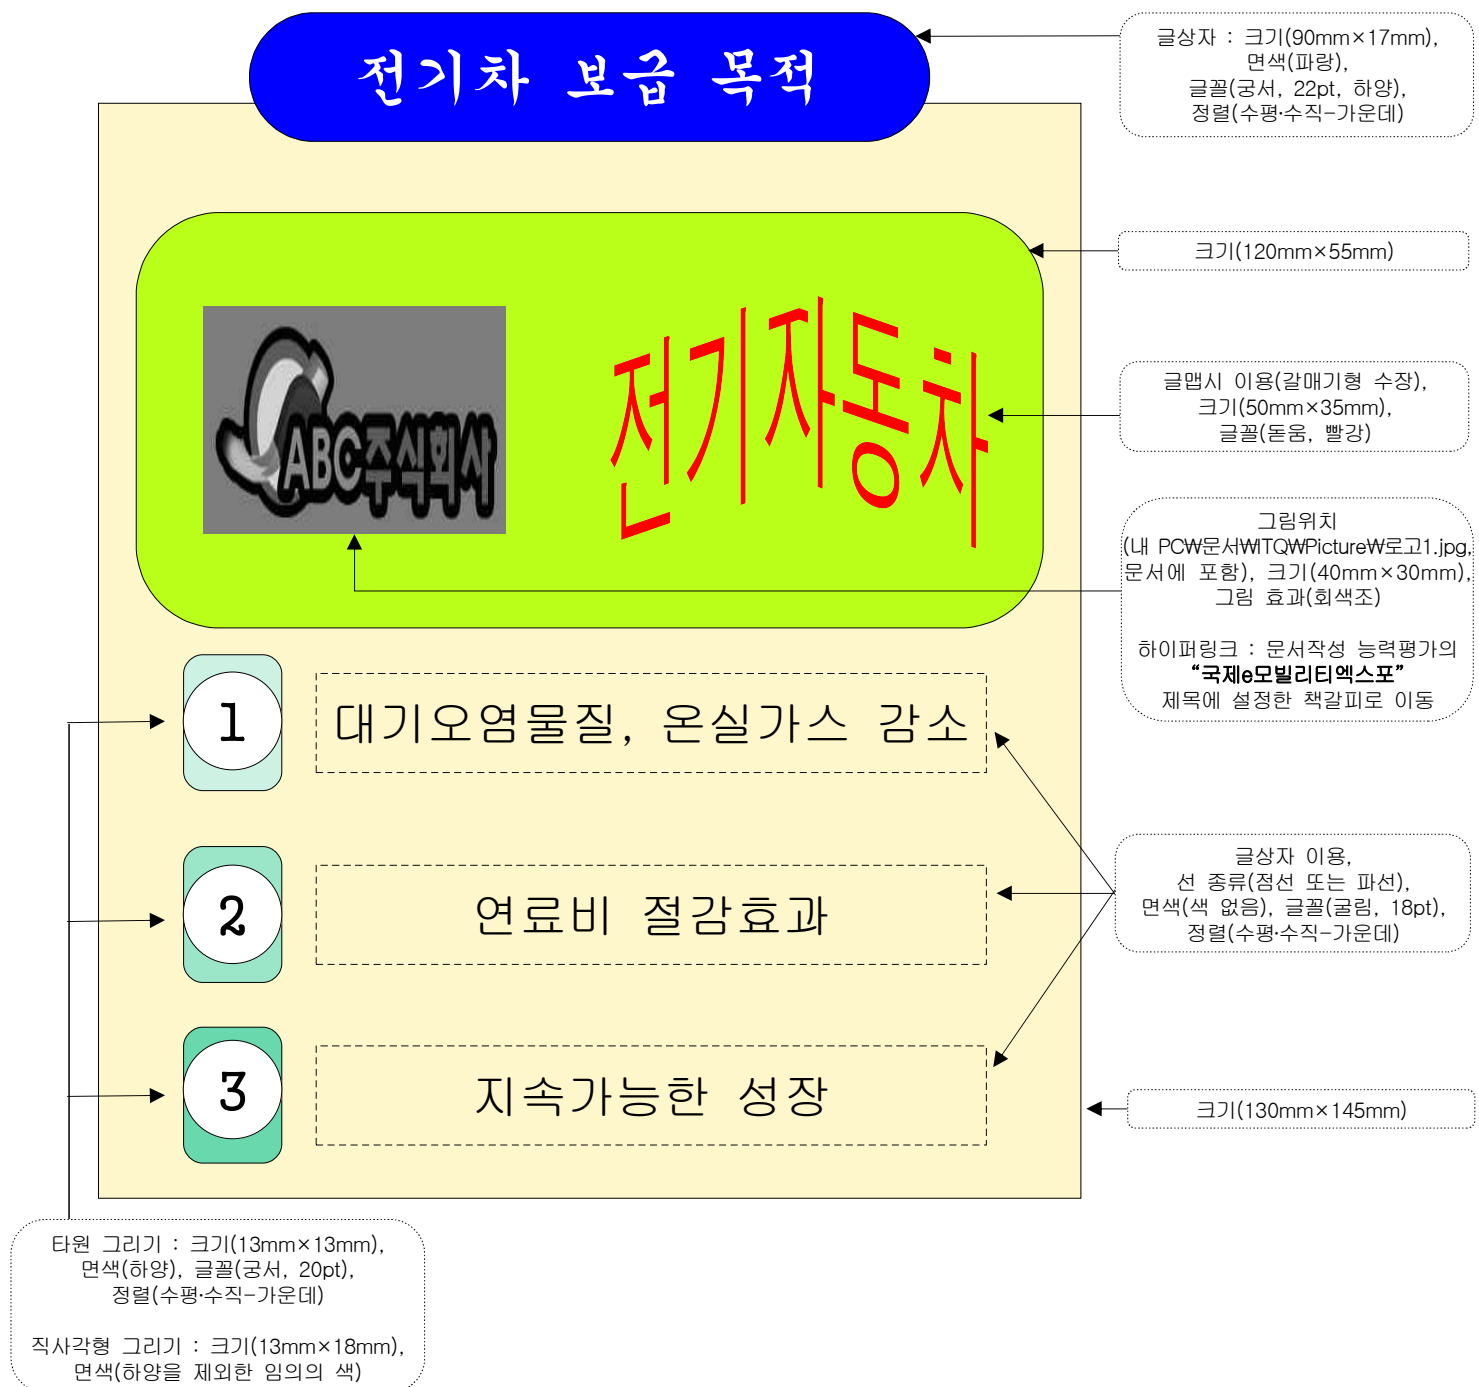 전기차 보급 목적
글상자 : 크기(90mm×17mm),
면색(파랑),
글꼴(궁서, 22pt, 하양),
정렬(수평·수직-가운데)
크기(120mm×55mm)
ABC주식회사
전기자동차
글맵시 이용(갈매기형 수장),
크기(50mm×35mm),
글꼴(돋움, 빨강)
그림위치
(내 PC₩문서₩ITQ₩Picture₩로고1.jpg,
문서에 포함), 크기(40mm×30mm),
그림 효과(회색조)
하이퍼링크 : 문서작성 능력평가의
“국제e모빌리티엑스포”
제목에 설정한 책갈피로 이동
1
대기오염물질, 온실가스 감소
2
연료비 절감효과
글상자 이용,
선 종류(점선 또는 파선),
면색(색 없음), 글꼴(굴림, 18pt),
정렬(수평·수직-가운데)
3
지속가능한 성장
크기(130mm×145mm)
타원 그리기 : 크기(13mm×13mm),
면색(하양), 글꼴(궁서, 20pt),
정렬(수평·수직-가운데)
직사각형 그리기 : 크기(13mm×18mm),
면색(하양을 제외한 임의의 색)